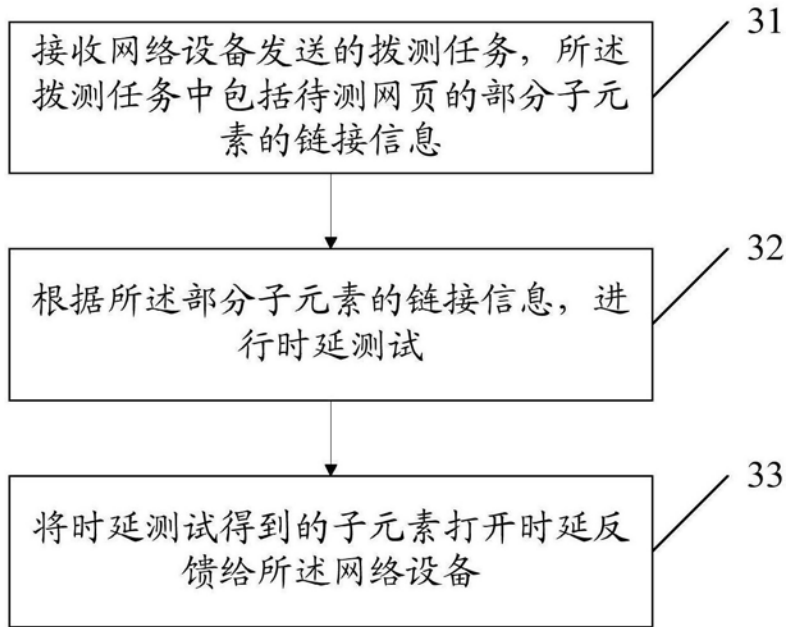 31
接收网络设备发送的拨测任务，所述
拨测任务中包括待测网页的部分子元
素的链接信息
32
根据所述部分子元素的链接信息，进
行时延测试
33
将时延测试得到的子元素打开时延反
馈给所述网络设备